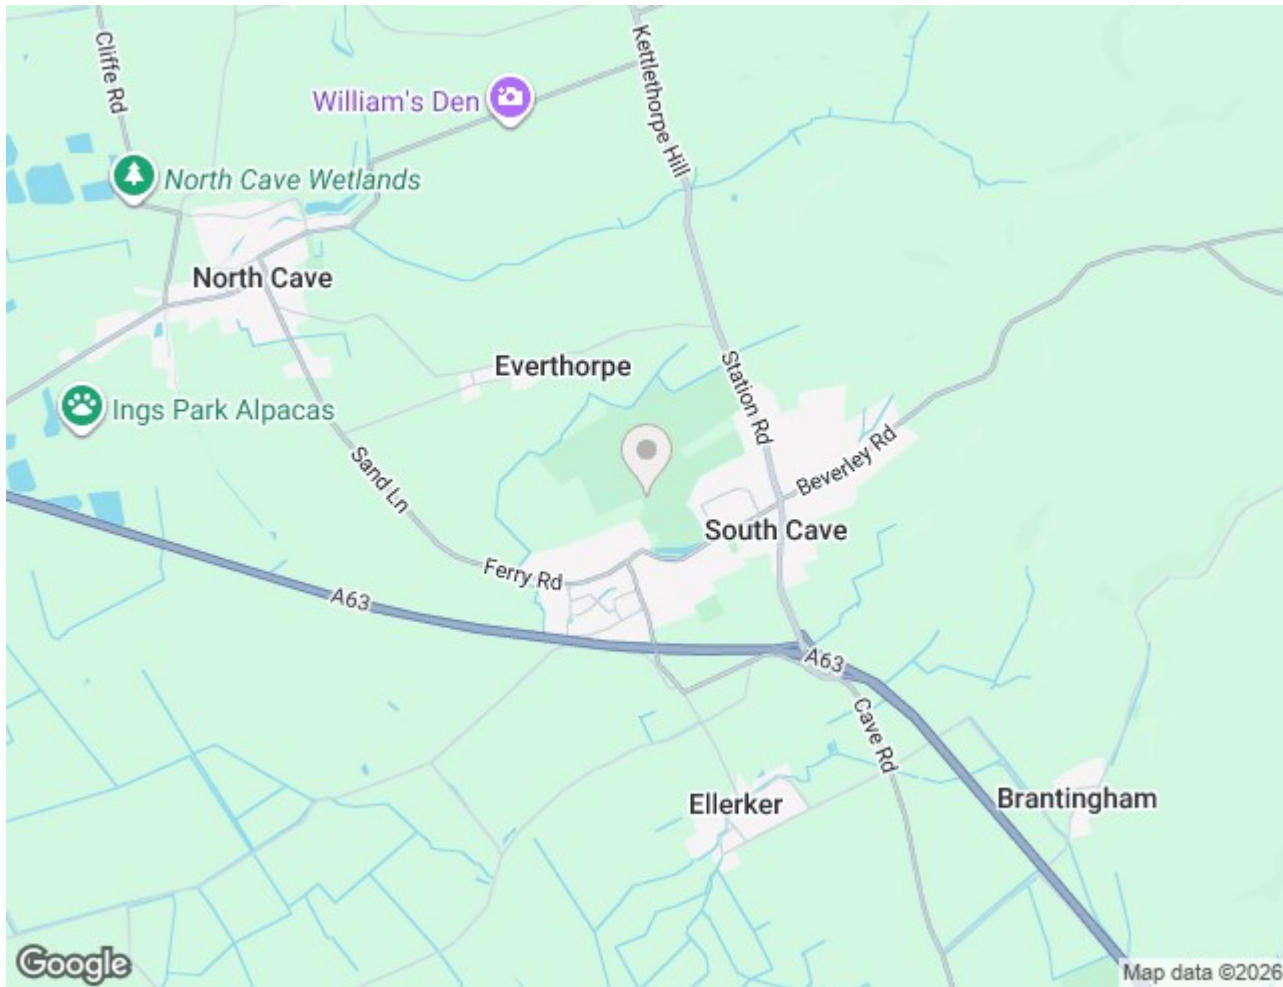 Cliffe Rd
Kettlethorpe Hill
William's Den
North Cave Wetlands
North Cave
Everthorpe
Station Rd
Ings Park Alpacas
Beverley Rd
Sand Ln
South Cave
Ferry Rd
A63
A63
Cave Rd
Ellerker
Brantingham
Google
Map data ©2026